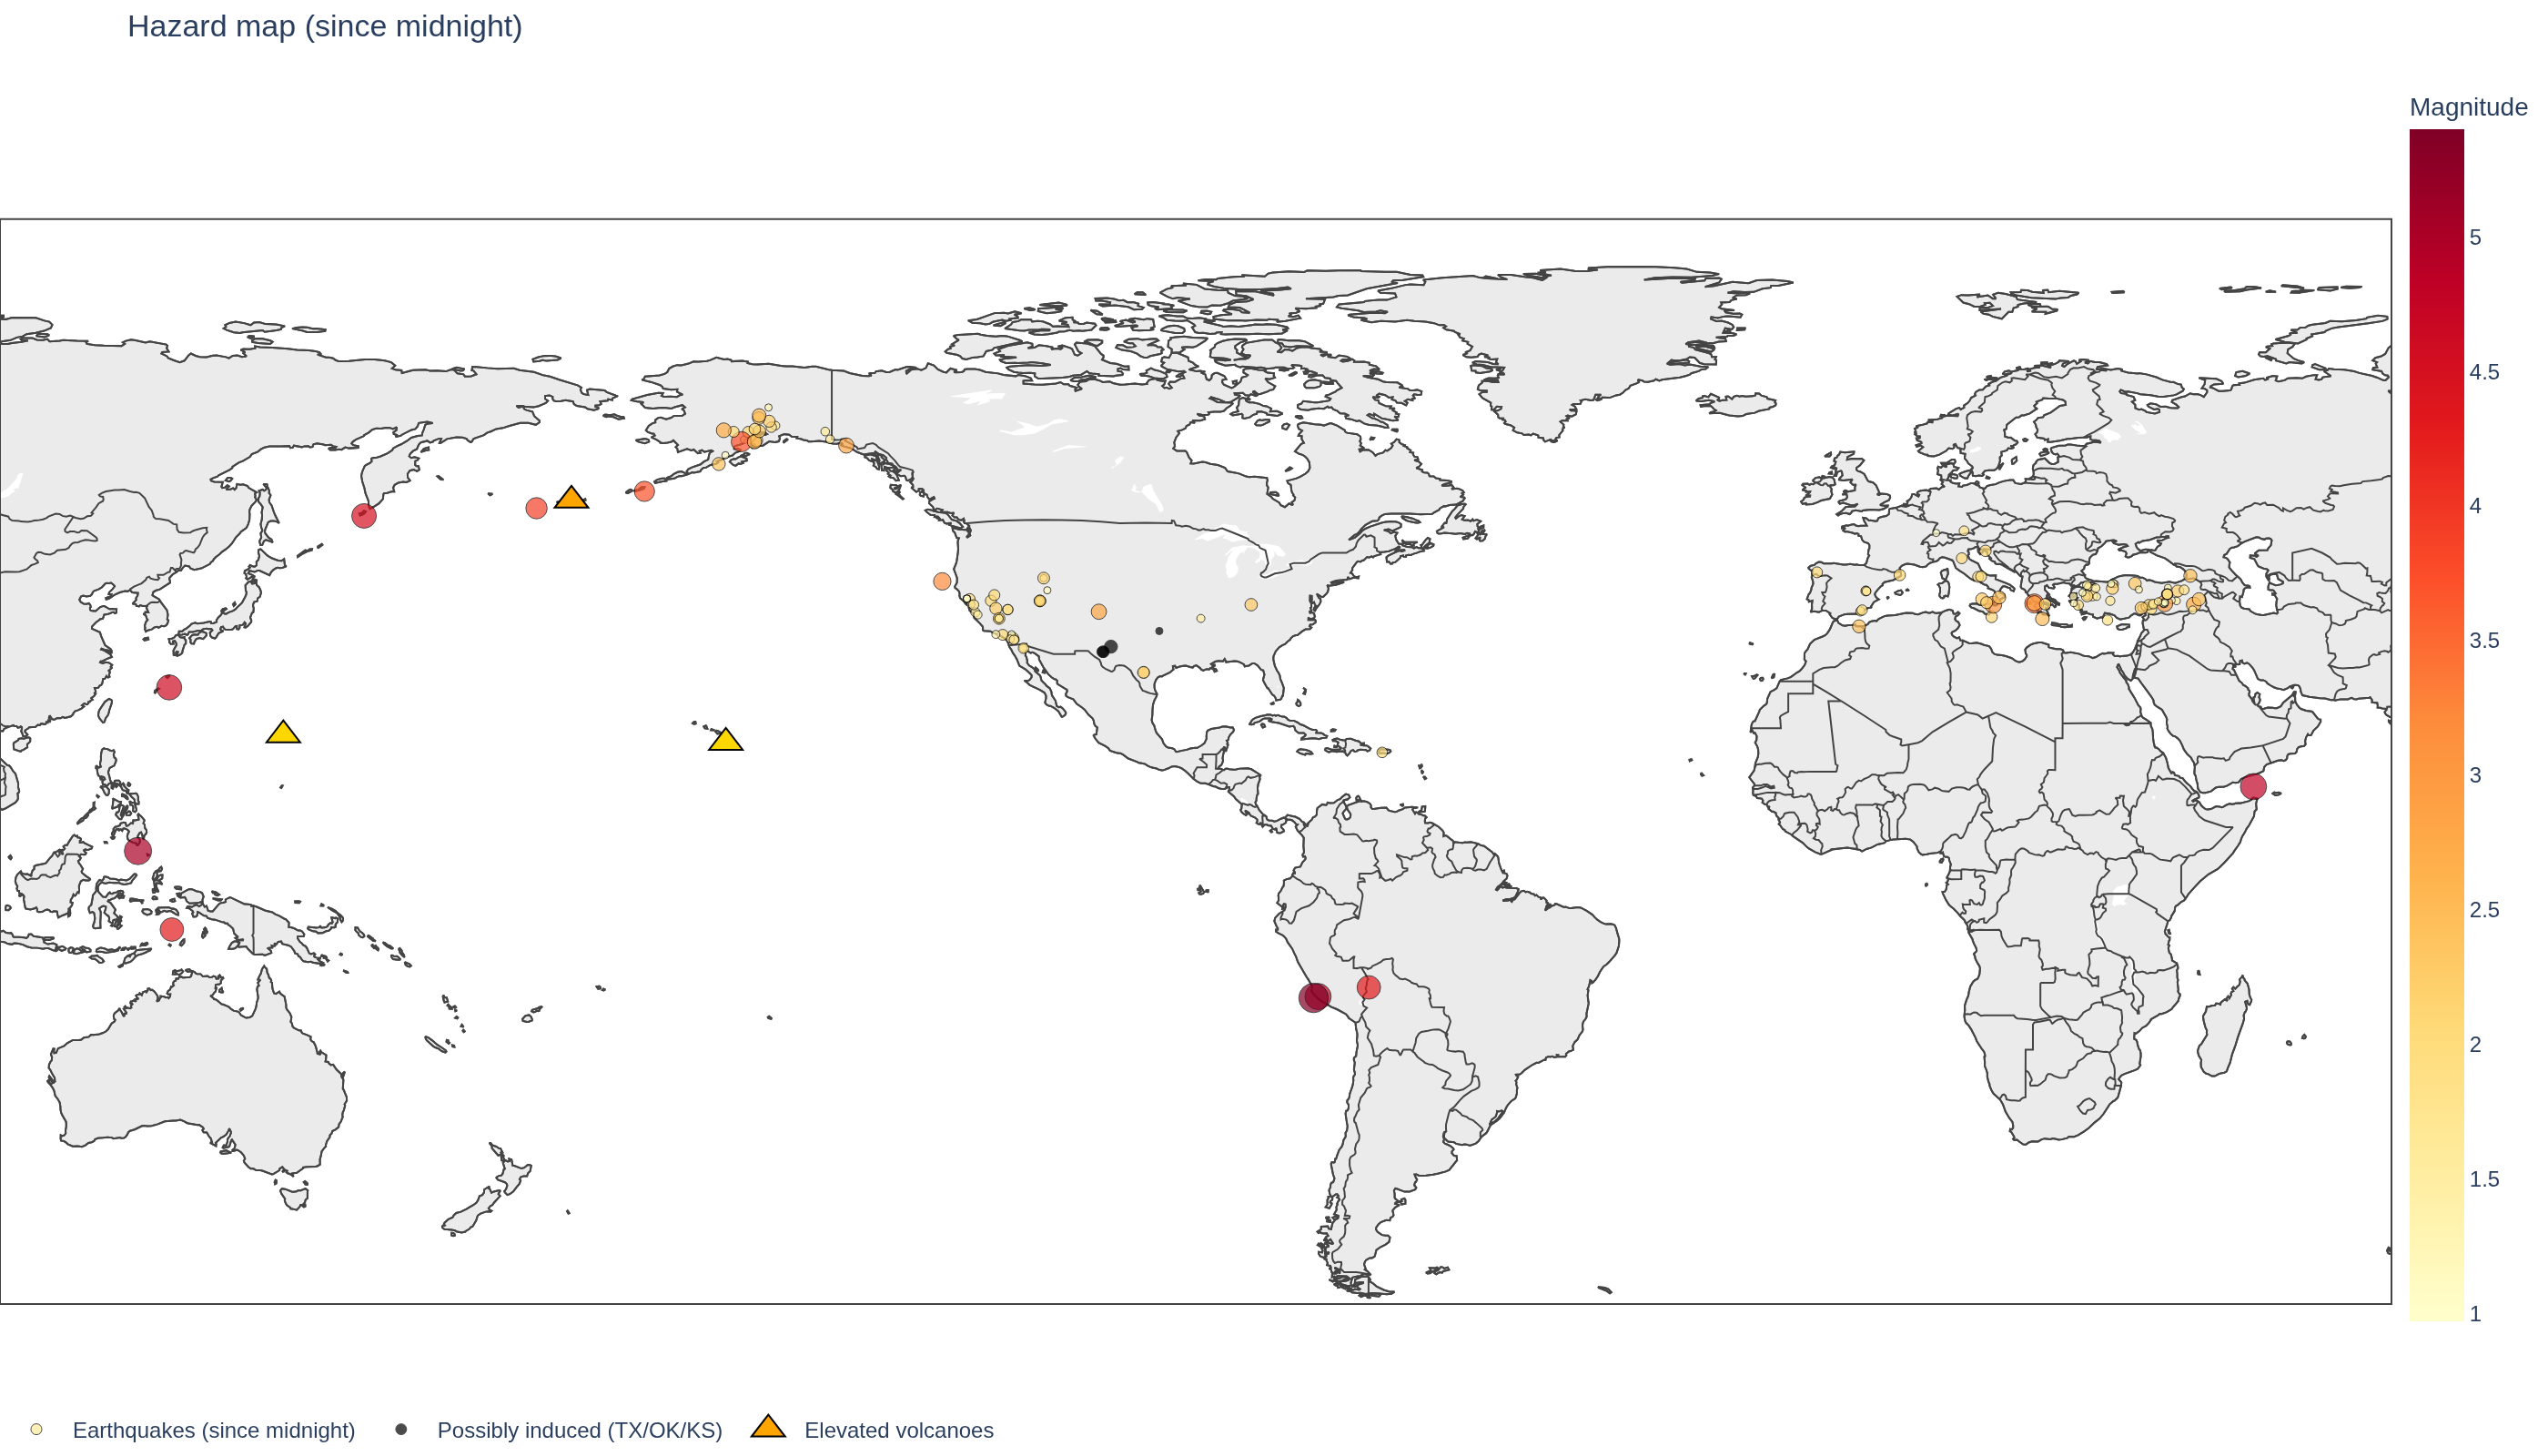 Hazard map (since midnight)
Magnitude
5
4.5
4
3.5
3
2.5
2
1.5
1
Earthquakes (since midnight)
Possibly induced (TX/OK/KS)
Elevated volcanoes